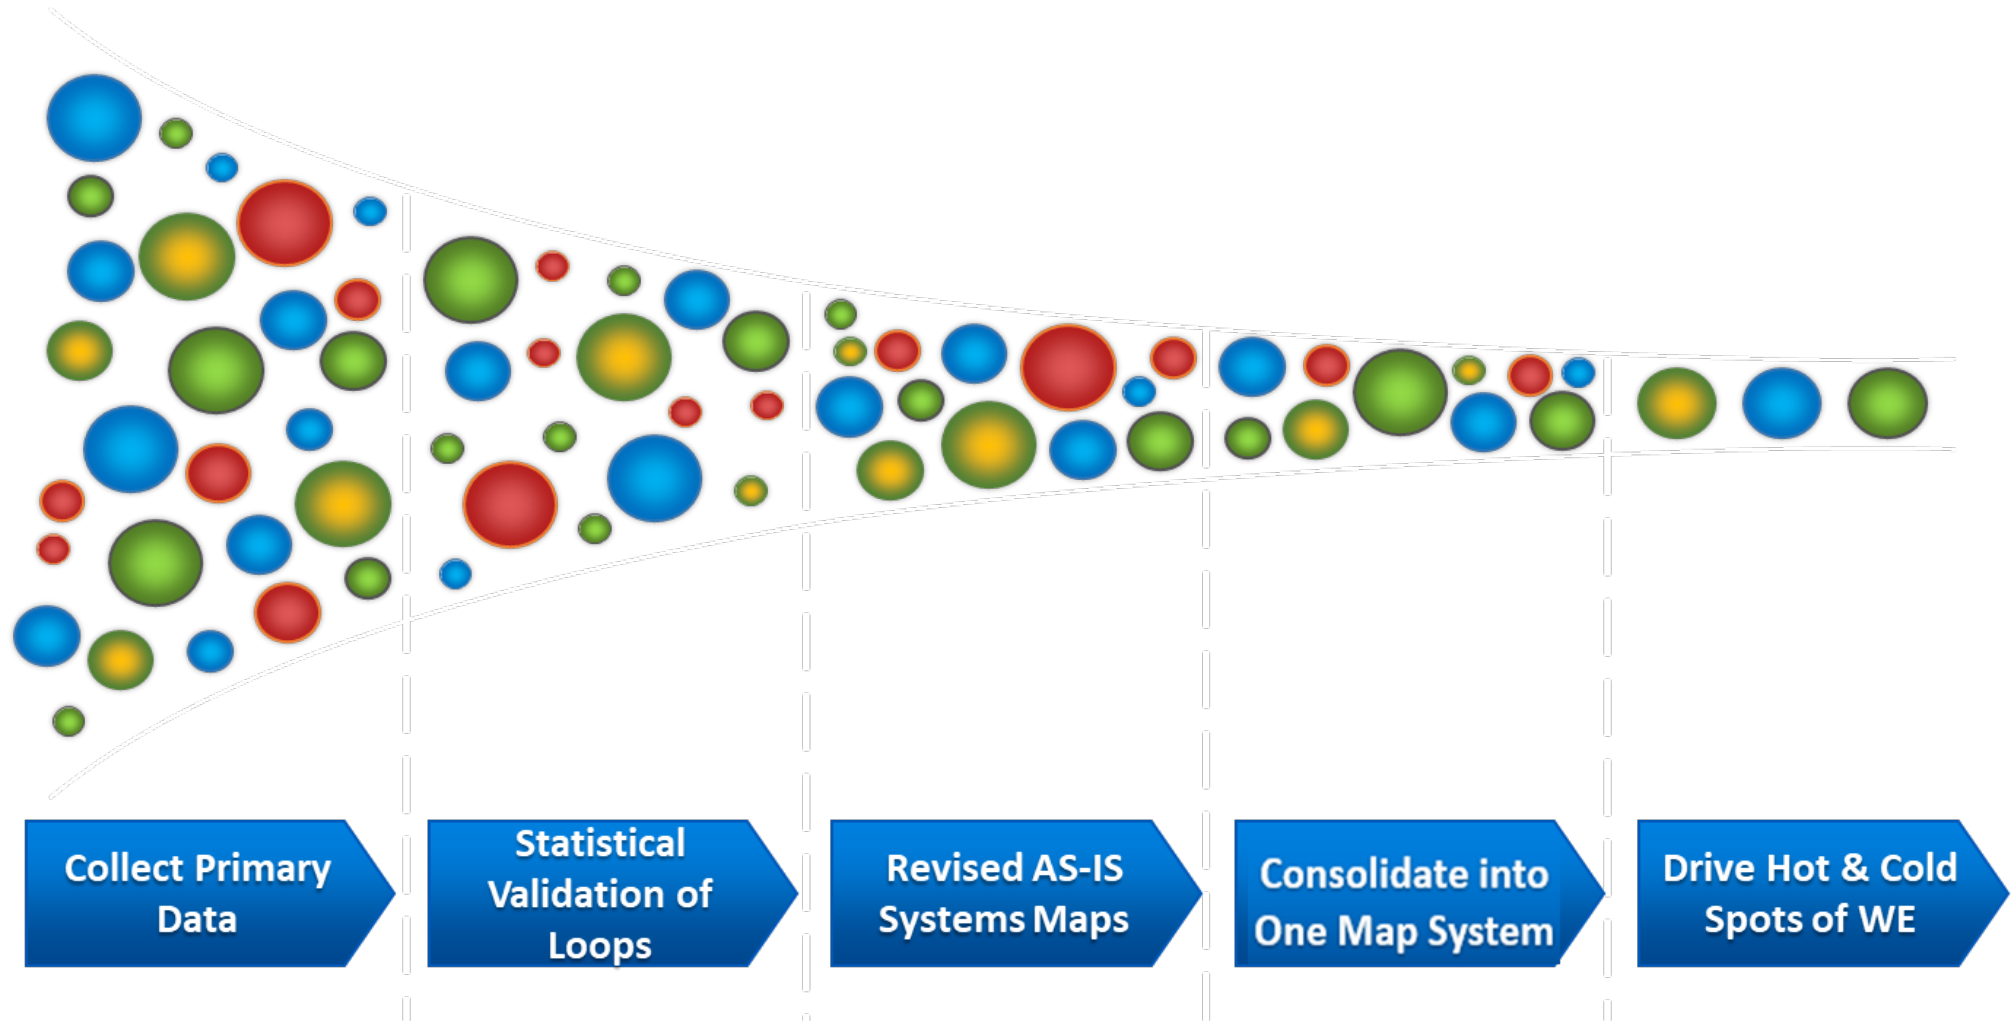 Collect Primary
Data
Statistical
Validation of
Loops
Revised AS-IS
Systems Maps
Consolidate into
One Map System
Drive Hot & Cold
Spots of WE